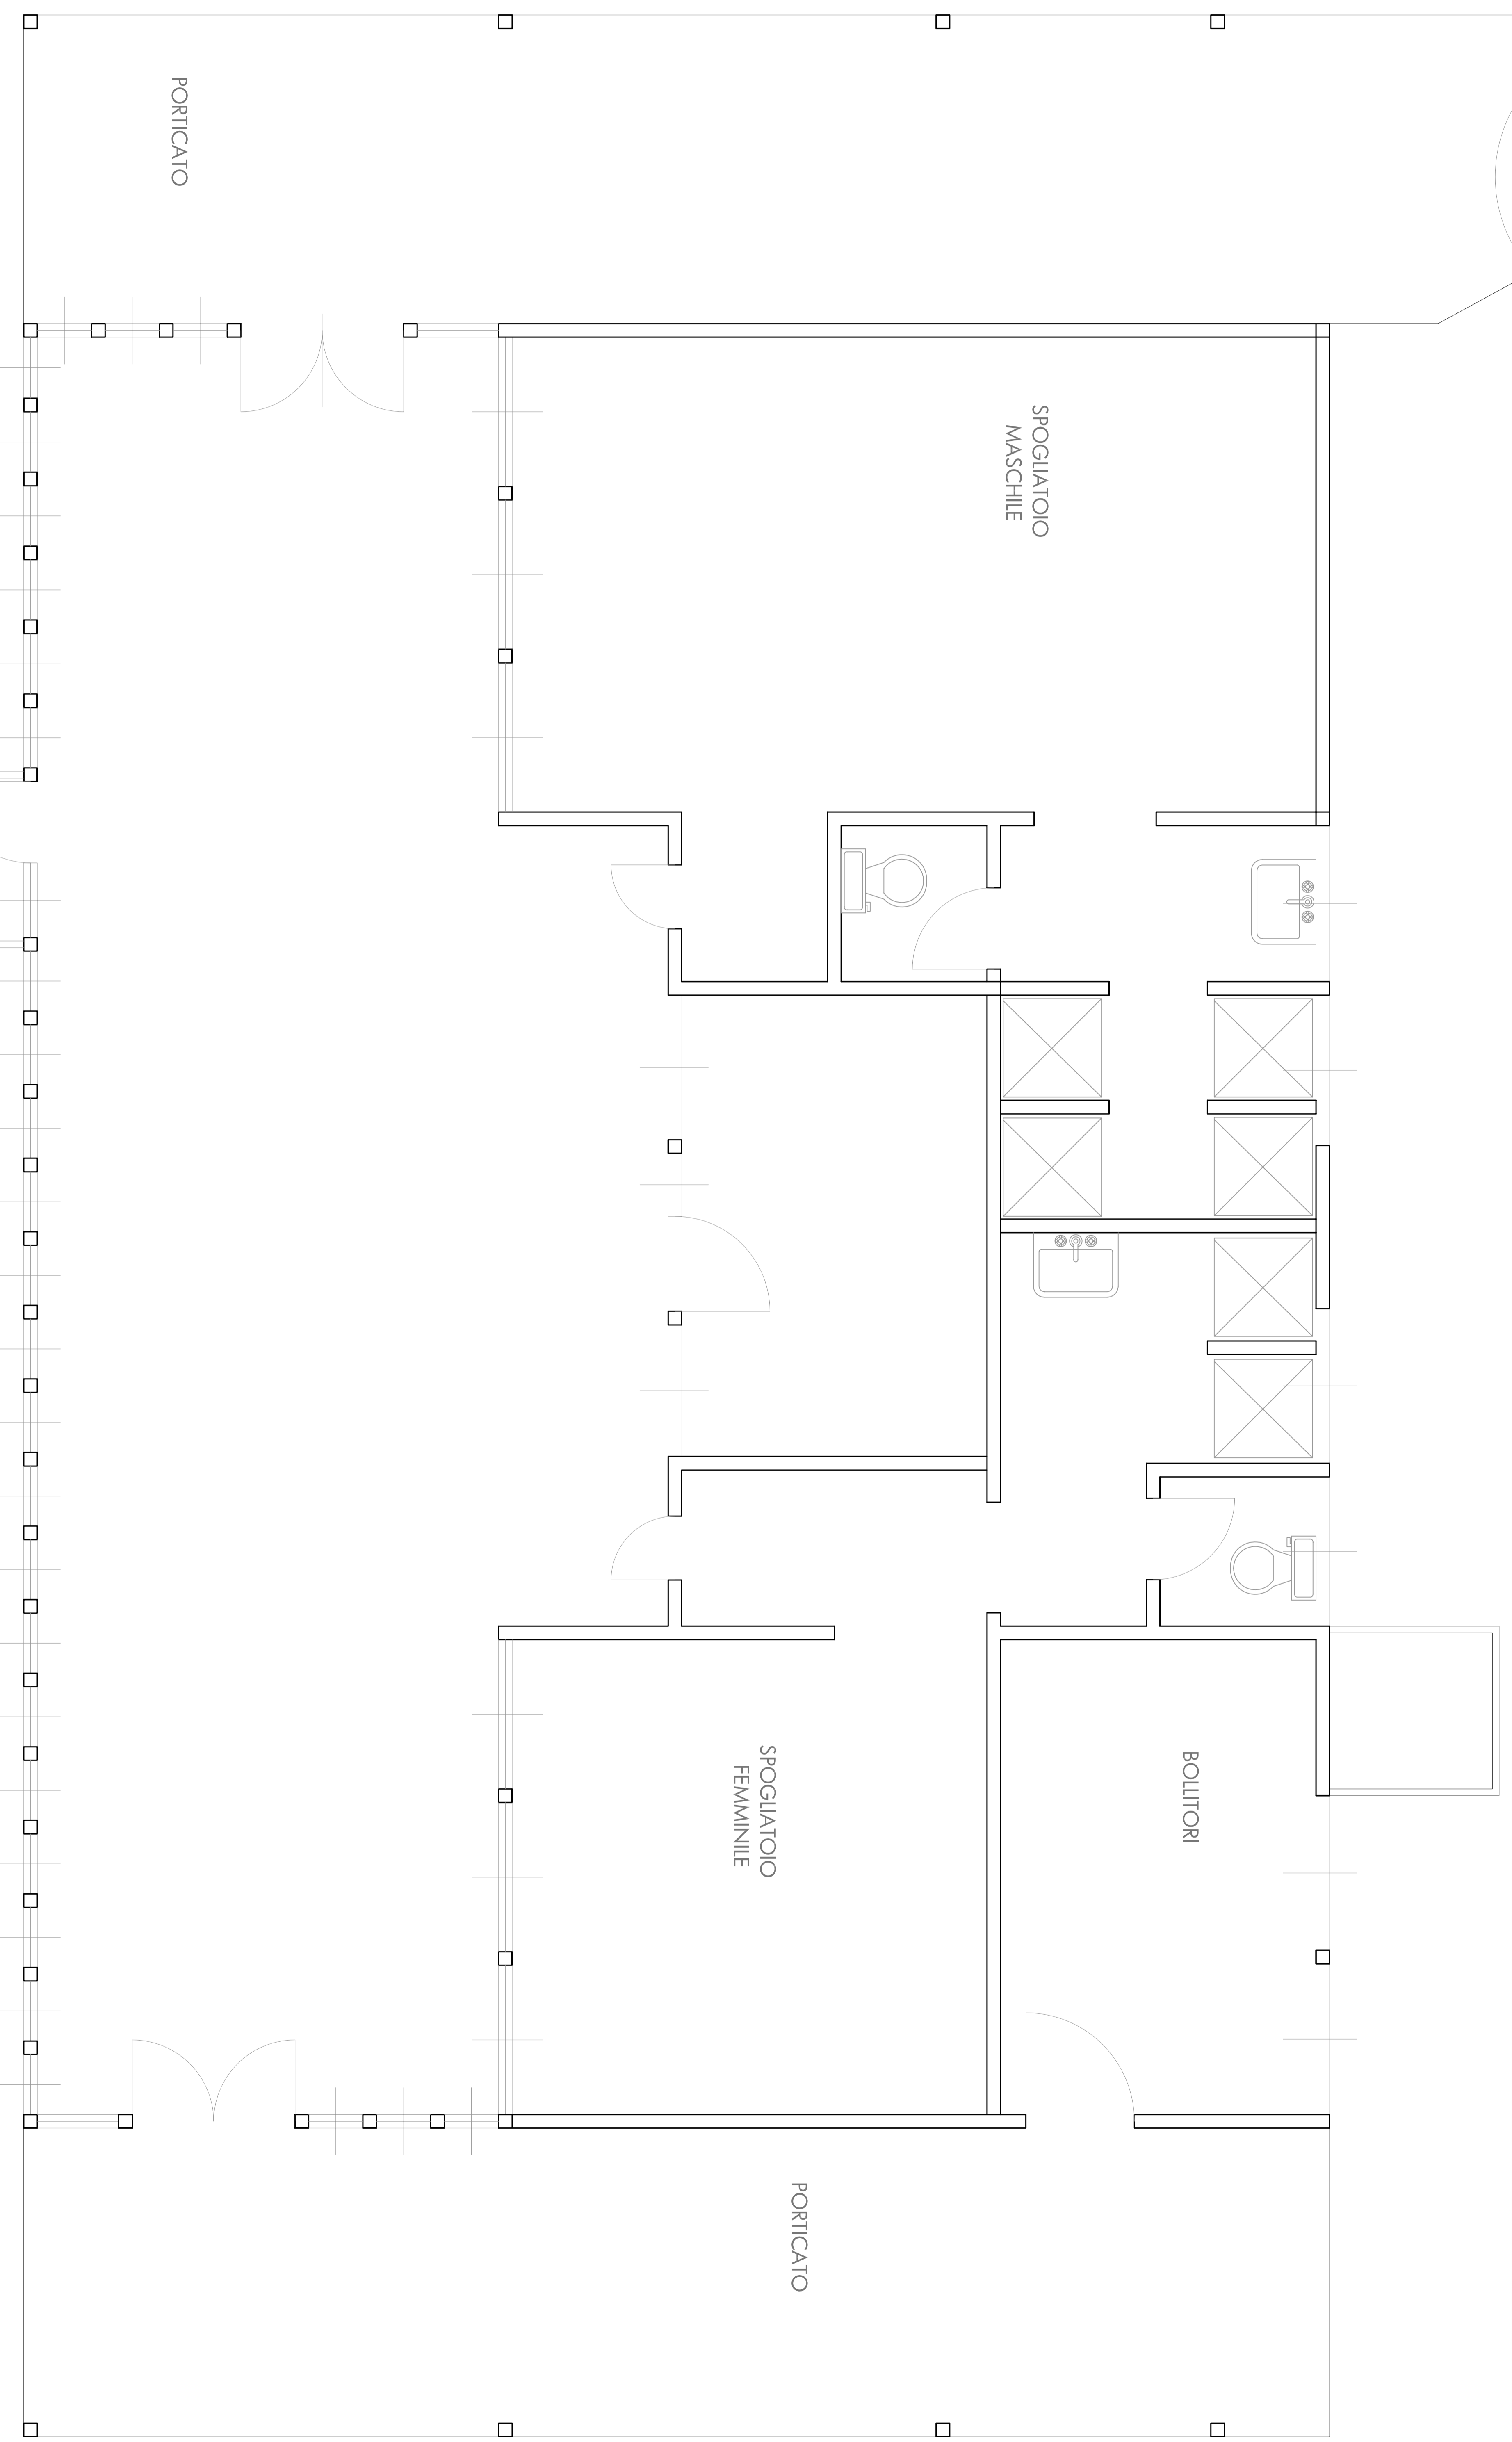 PORTICATO
SPOGLIATOIO
MASCHILE
SPOGLIATOIO
FEMMINILE
BOLLITORI
PORTICATO